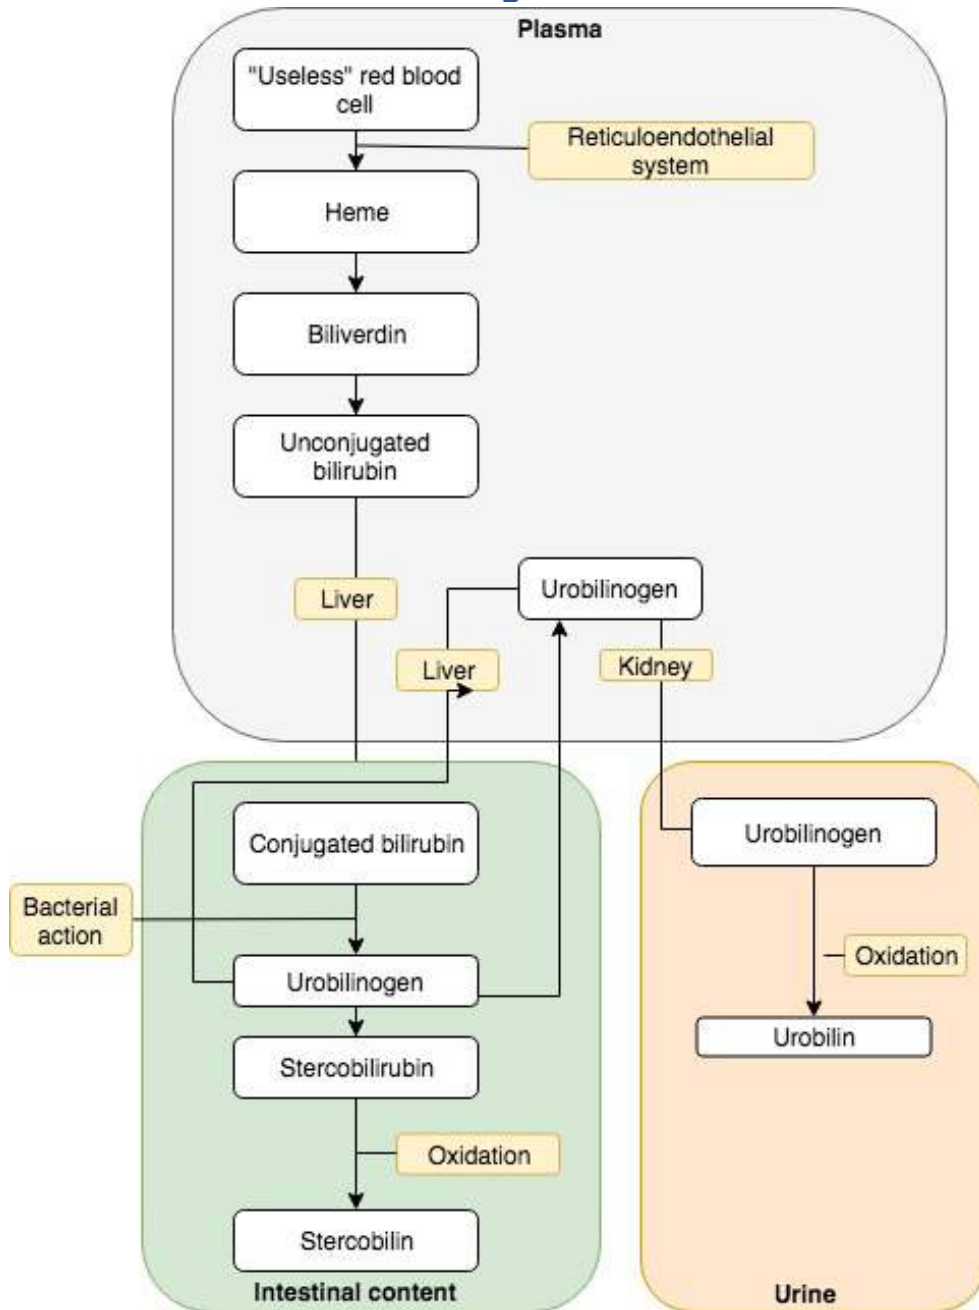 Plasma
"Useless" red blood
cell
Reticuloendothelial
system
Heme
Biliverdin
Unconjugated
bilirubin
Liver
Urobilinogen
Liver
Kidney
Conjugated bilirubin
Urobilinogen
Bacterial
action
Oxidation
Urobilinogen
Urobilin
Stercobilirubin
Oxidation
Stercobilin
Intestinal content
Urine